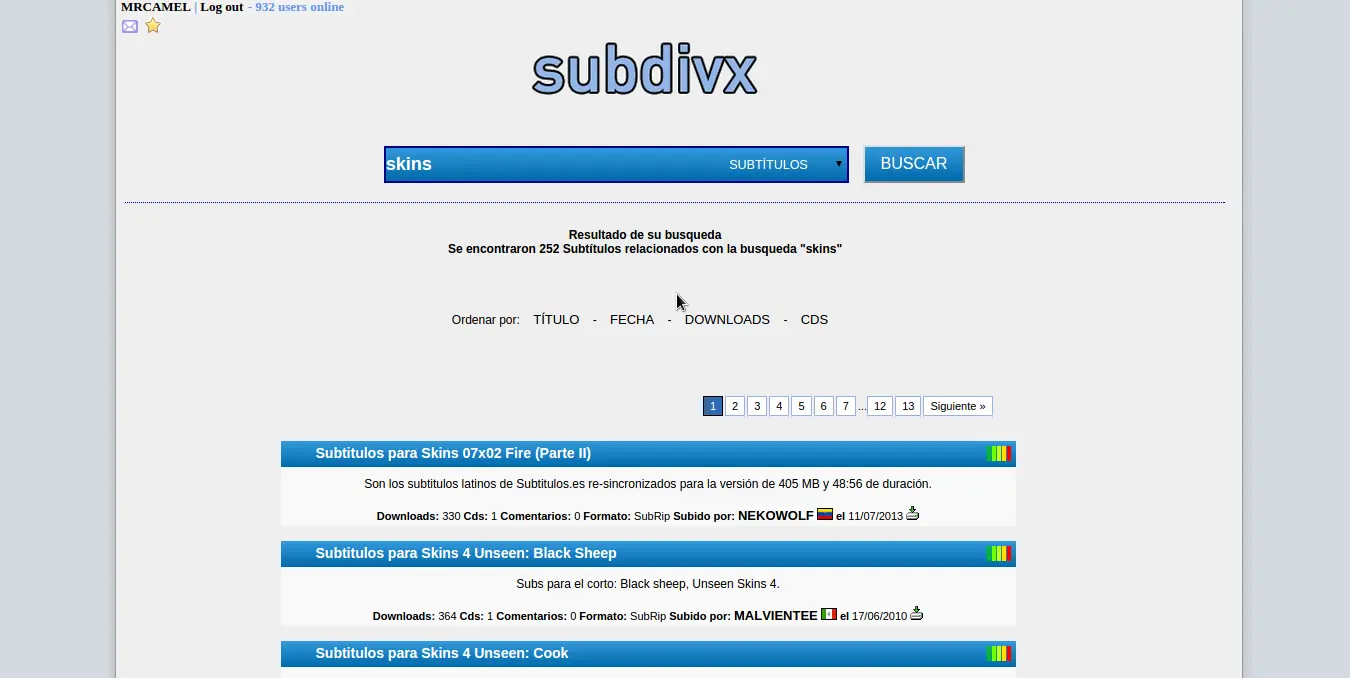 MRCAMEL | Log out - 932 users online
subdivx
skins SUBTÍTULOS ▼ BUSCAR
Resultado de su busqueda
Se encontraron 252 Subtítulos relacionados con la busqueda "skins"
Ordenar por: TÍTULO - FECHA - DOWNLOADS - CDS
1 2 3 4 5 6 7 ... 12 13 Siguiente »
Subtitulos para Skins 07x02 Fire (Parte II)
Son los subtitulos latinos de Subtitulos.es re-sincronizados para la versión de 405 MB y 48:56 de duración.
Downloads: 330 Cds: 1 Comentarios: 0 Formato: SubRip Subido por: NEKOWOLF el 11/07/2013
Subtitulos para Skins 4 Unseen: Black Sheep
Subs para el corto: Black sheep, Unseen Skins 4.
Downloads: 364 Cds: 1 Comentarios: 0 Formato: SubRip Subido por: MALVIENTEE el 17/06/2010
Subtitulos para Skins 4 Unseen: Cook